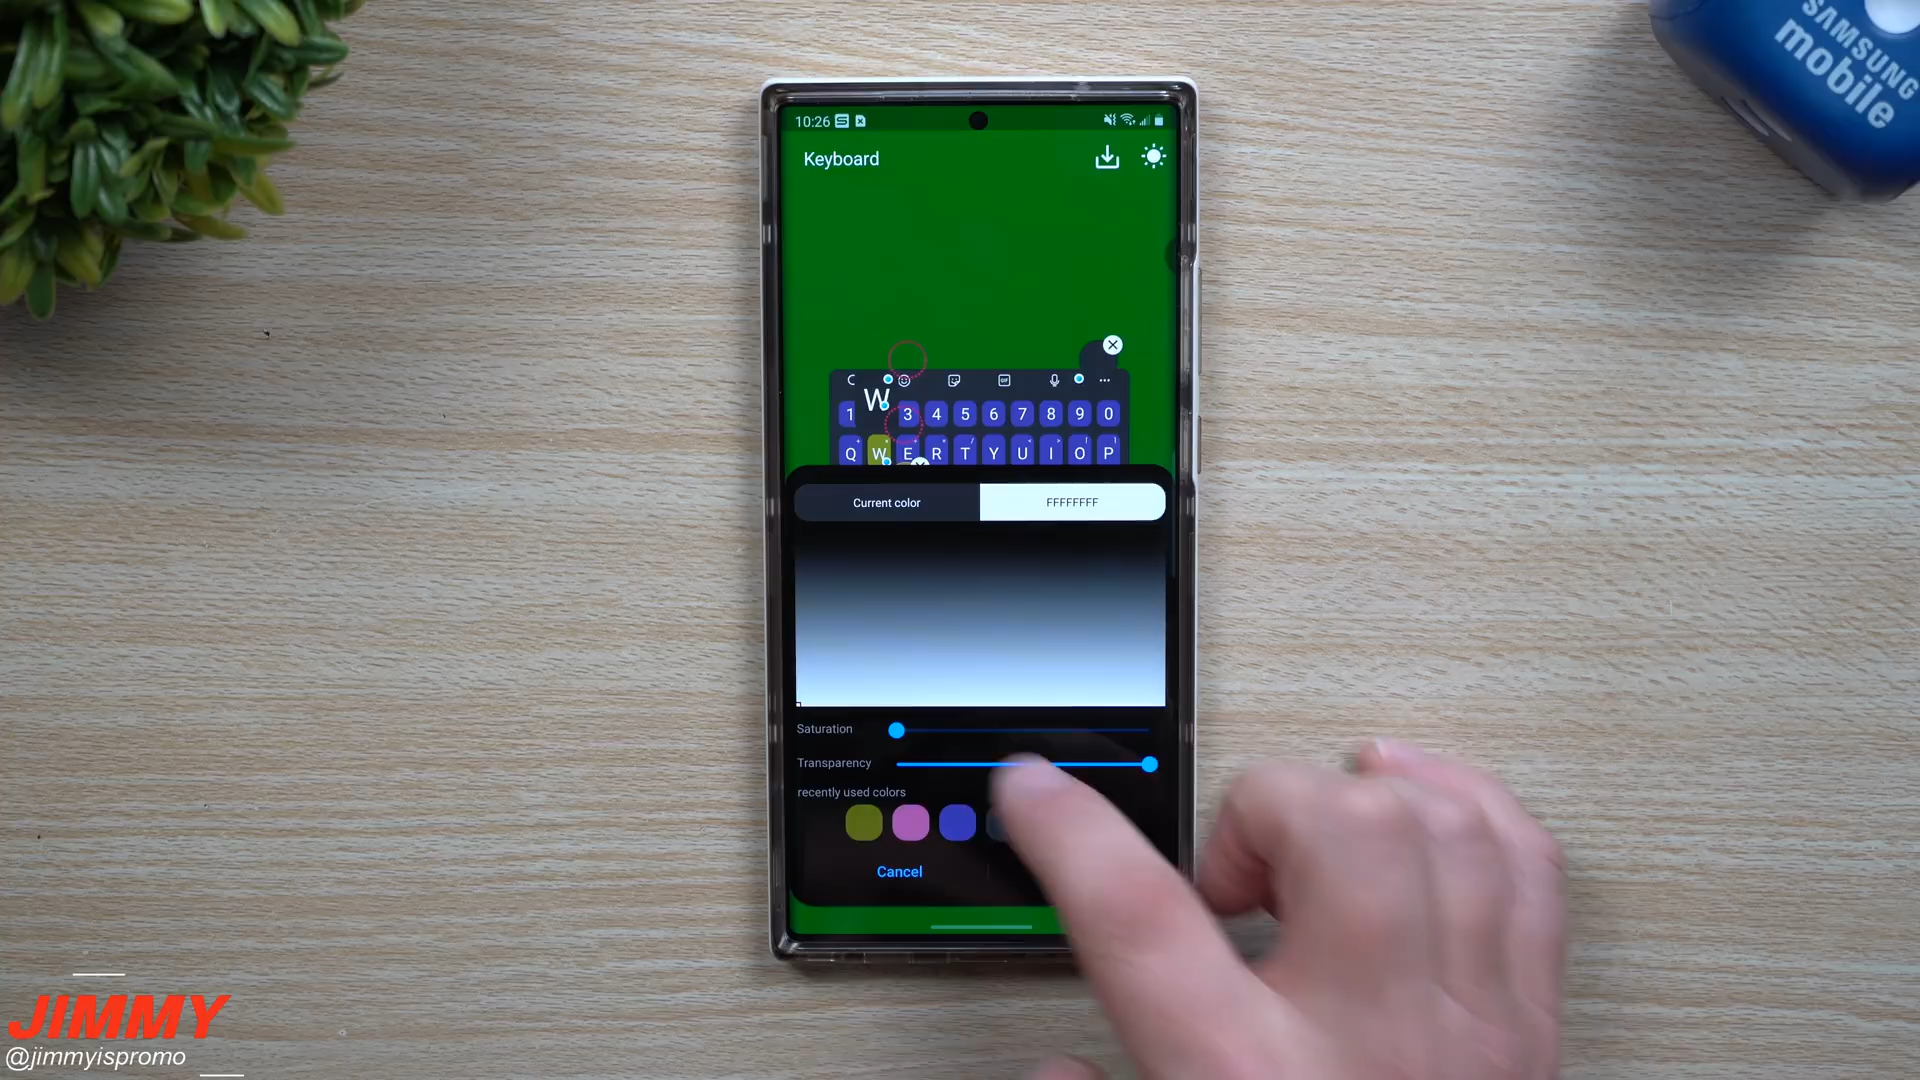 SAMSUNG
mobile
10:26
Keyboard
W
GIF
1 3 4 5 6 7 8 9 0
Q W E R T Y U I O P
Current color FFFFFFFF
Saturation
Transparency
recently used colors
Cancel
JIMMY
@jimmyispromo